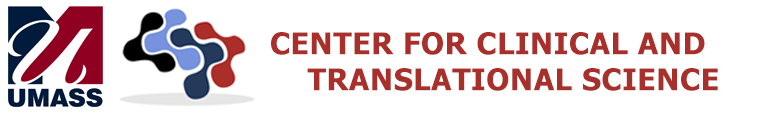 UMASS
CENTER FOR CLINICAL AND
TRANSLATIONAL SCIENCE